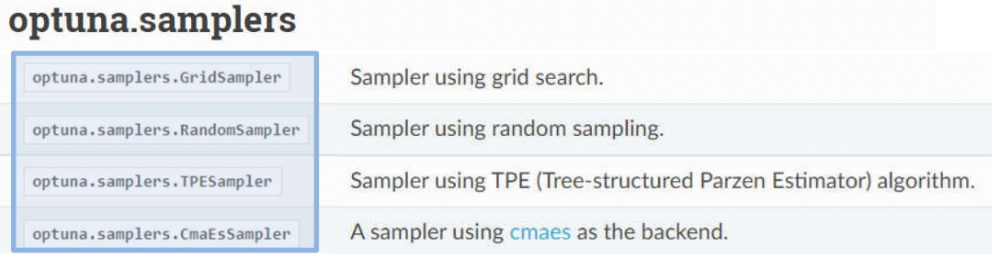 optuna.samplers
optuna.samplers.GridSampler Sampler using grid search.
optuna.samplers.RandomSampler Sampler using random sampling.
optuna.samplers.TPESampler Sampler using TPE (Tree-structured Parzen Estimator) algorithm.
optuna.samplers.CmaEsSampler A sampler using cmaes as the backend.